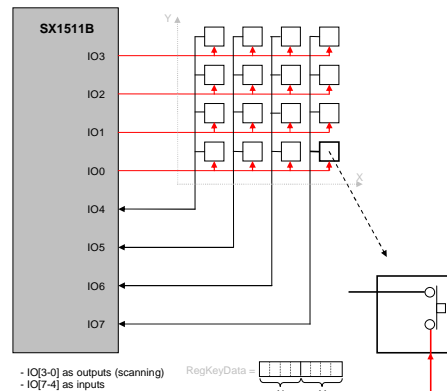 SX1511B
Y
IO3
IO2
IO1
IO0
X
IO4
IO5
IO6
IO7
- IO[3-0] as outputs (scanning)
- IO[7-4] as inputs
RegKeyData =